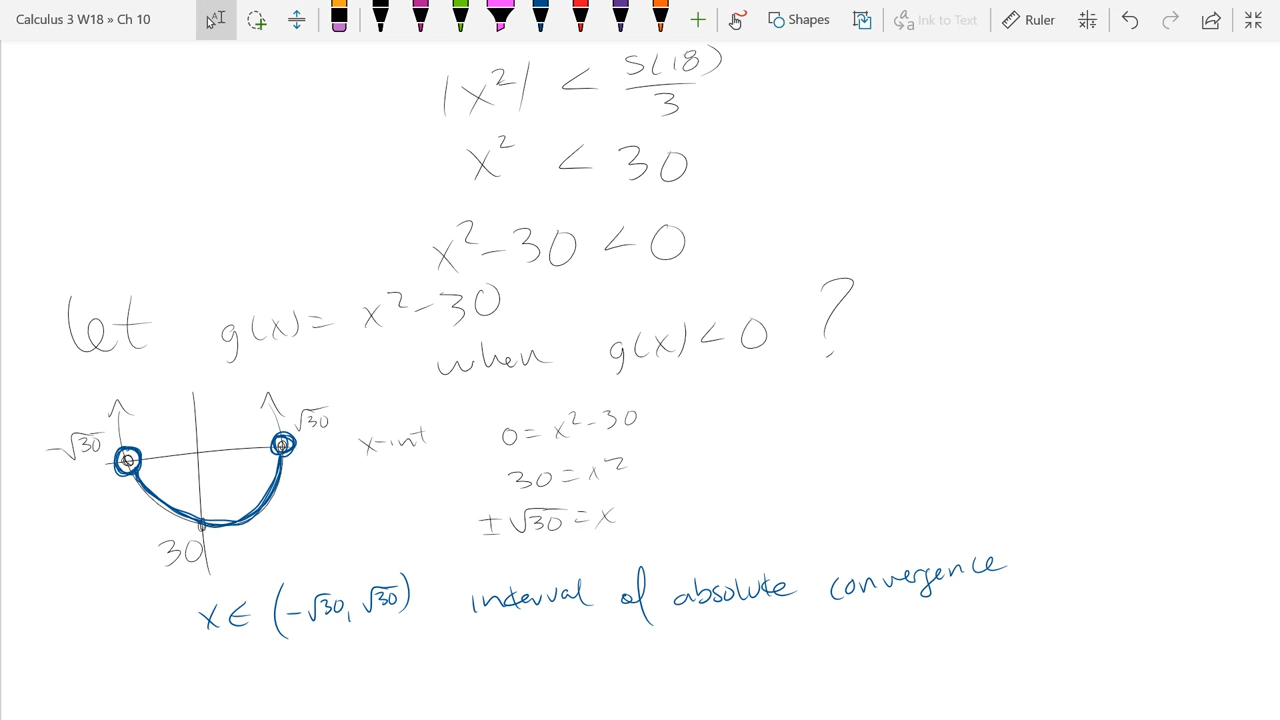 Calculus 3 W18 » Ch 10
Shapes
Ink to Text
Ruler
|x²| < 5(18)/3
x² < 30
x² - 30 < 0
let g(x) = x² - 30
when g(x) < 0 ?
-√30
√30
30
x-int
0 = x² - 30
30 = x²
± √30 = x
x ∈ (-√30, √30) interval of absolute convergence